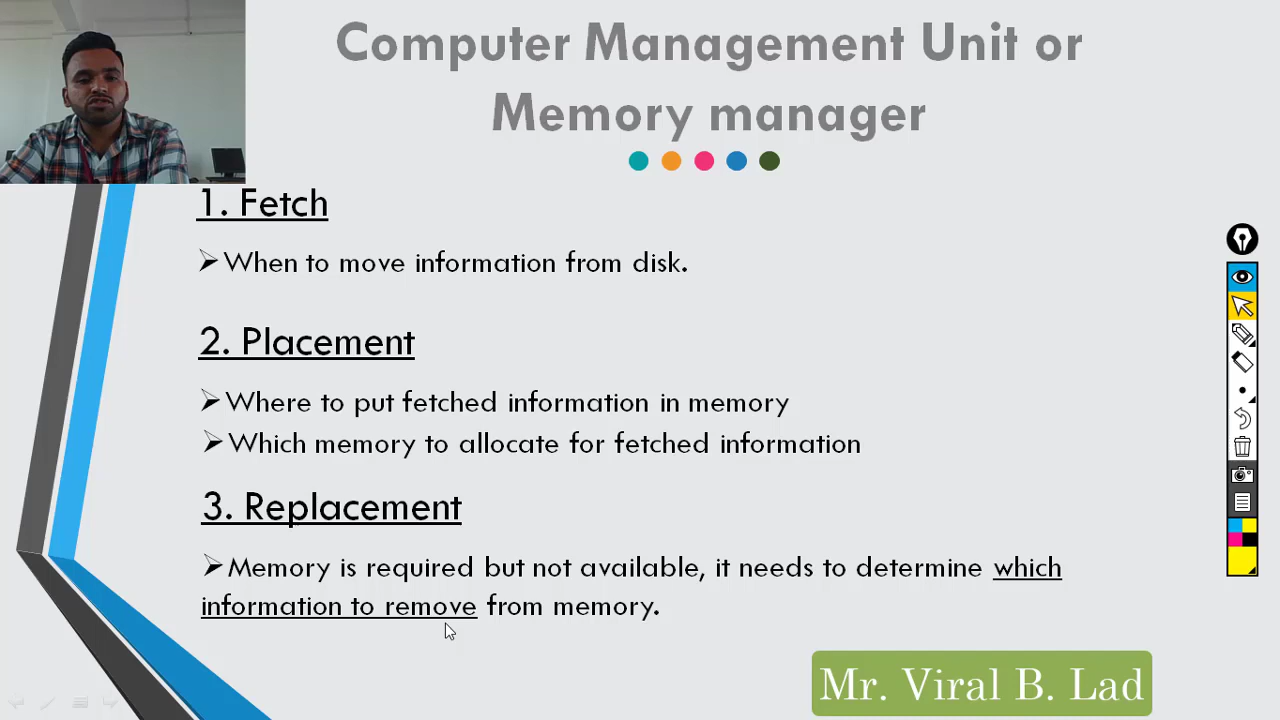 Computer Management Unit or
Memory manager
1. Fetch
➢When to move information from disk.
2. Placement
➢Where to put fetched information in memory
➢Which memory to allocate for fetched information
3. Replacement
➢Memory is required but not available, it needs to determine which
information to remove from memory.
Mr. Viral B. Lad